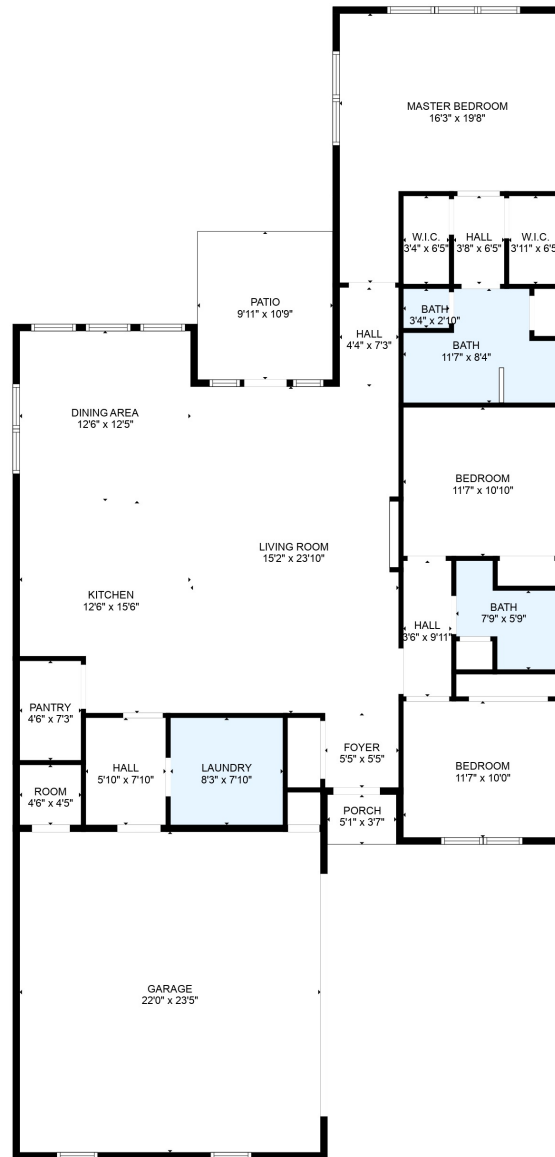 MASTER BEDROOM
16'3" x 19'8"
W.I.C.
3'4" x 6'5"
HALL
3'8" x 6'5"
W.I.C.
3'11" x 6'5
PATIO
9'11" x 10'9"
HALL
4'4" x 7'3"
BATH
3'4" x 2'10"
BATH
11'7" x 8'4"
DINING AREA
12'6" x 12'5"
BEDROOM
11'7" x 10'10"
LIVING ROOM
15'2" x 23'10"
KITCHEN
12'6" x 15'6"
BATH
7'9" x 5'9"
HALL
3'6" x 9'11"
PANTRY
4'6" x 7'3"
HALL
5'10" x 7'10"
LAUNDRY
8'3" x 7'10"
FOYER
5'5" x 5'5"
BEDROOM
11'7" x 10'0"
ROOM
4'6" x 4'5"
PORCH
5'1" x 3'7"
GARAGE
22'0" x 23'5"